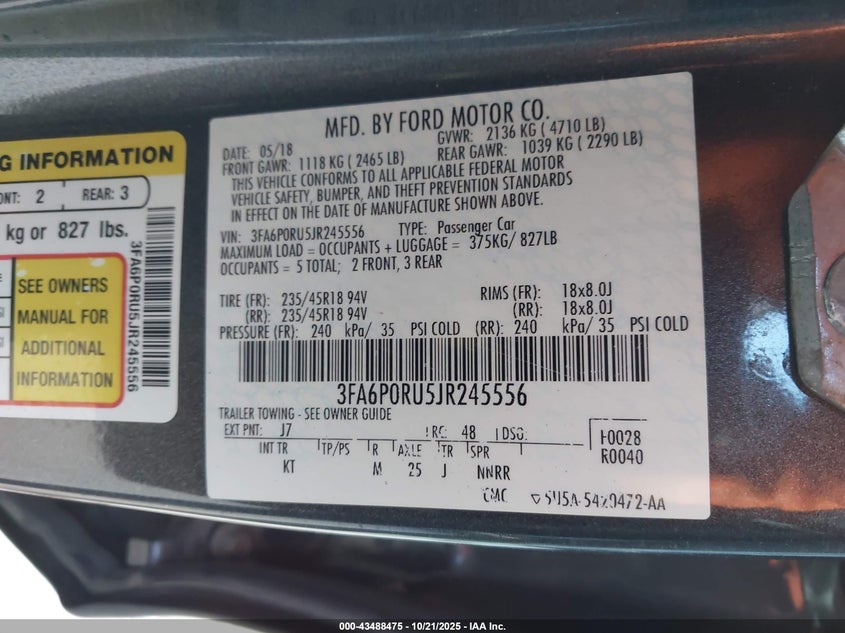 G INFORMATION
NT: 2 REAR: 3
kg or 827 lbs.
SEE OWNERS
MANUAL FOR
ADDITIONAL
INFORMATION
3FA6P0RU5JR245556
MFD. BY FORD MOTOR CO.
DATE: 05/18 GVWR: 2136 KG ( 4710 LB)
FRONT GAWR: 1118 KG ( 2465 LB) REAR GAWR: 1039 KG ( 2290 LB)
THIS VEHICLE CONFORMS TO ALL APPLICABLE FEDERAL MOTOR
VEHICLE SAFETY, BUMPER, AND THEFT PREVENTION STANDARDS
IN EFFECT ON THE DATE OF MANUFACTURE SHOWN ABOVE.
VIN: 3FA6P0RU5JR245556 TYPE: Passenger Car
MAXIMUM LOAD = OCCUPANTS + LUGGAGE = 375KG/ 827LB
OCCUPANTS = 5 TOTAL; 2 FRONT, 3 REAR
TIRE (FR): 235/45R18 94V RIMS (FR): 18x8.0J
(RR): 235/45R18 94V (RR): 18x8.0J
PRESSURE (FR): 240 kPa/ 35 PSI COLD (RR): 240 kPa/ 35 PSI COLD
3FA6P0RU5JR245556
TRAILER TOWING - SEE OWNER GUIDE
EXT PNT: J7 RC: 48 DSO: F0028
INT TR TP/PS R AXLE TR SPR R0040
KT M 25 J NNRR
000-43488475 - 10/21/2025 - IAA Inc.